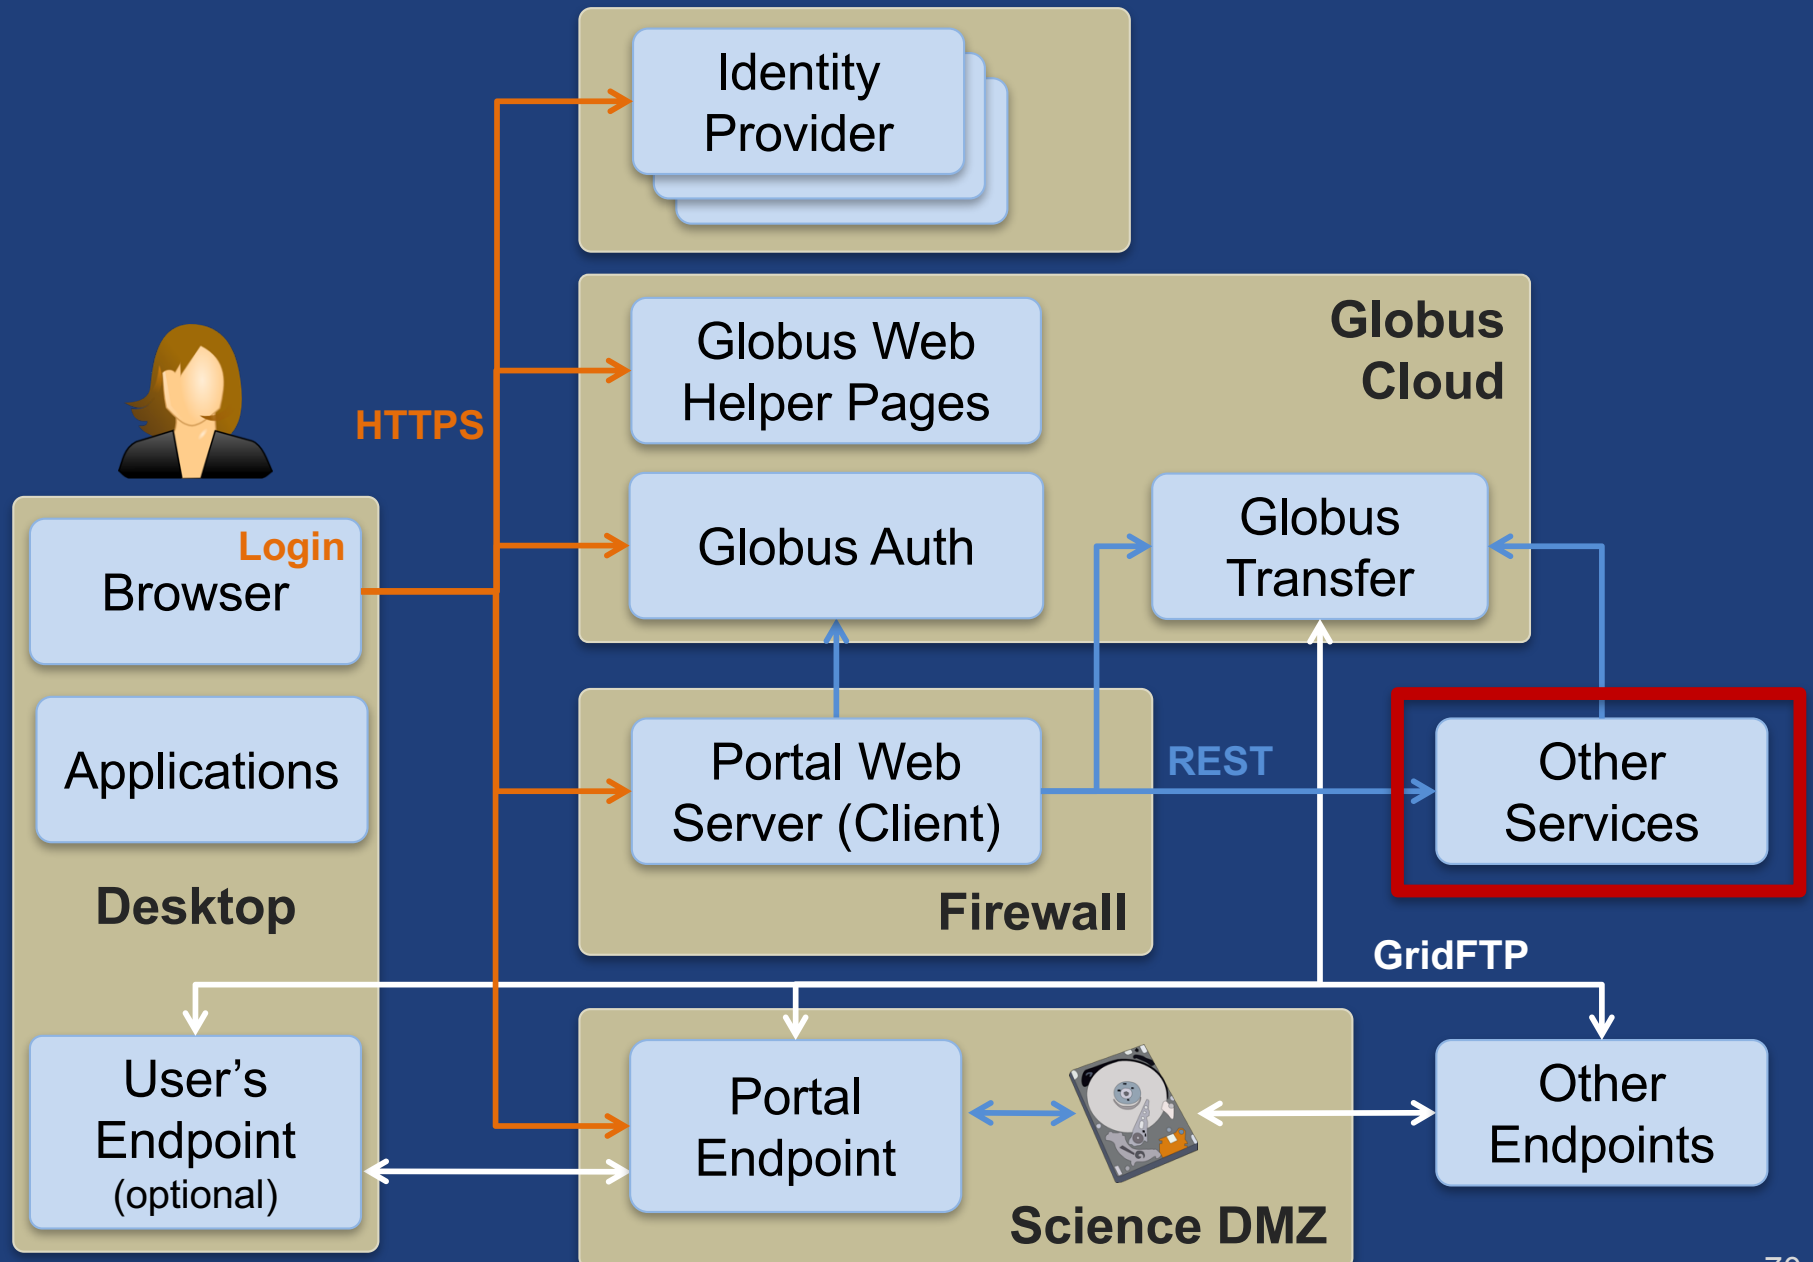 Identity
Provider
Globus
Cloud
Globus Web
Helper Pages
HTTPS
Login
Browser
Globus Auth
Globus
Transfer
Applications
Desktop
Portal Web
Server (Client)
Firewall
REST
Other
Services
GridFTP
User’s
Endpoint
(optional)
Portal
Endpoint
Science DMZ
Other
Endpoints